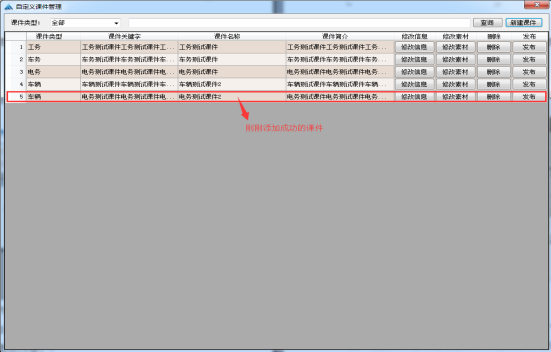 自定义课件管理
课件类型: 全部 查询 新建课件
课件类型 课件关键字 课件名称 课件简介 修改信息 修改素材 删除 发布
1 工务 工务测试课件工务测试课件工... 工务测试课件 工务测试课件工务测试课件工务... 修改信息 修改素材 删除 发布
2 车务 车务测试课件车务测试课件车... 车务测试课件 车务测试课件车务测试课件车务... 修改信息 修改素材 删除 发布
3 电务 电务测试课件电务测试课件电... 电务测试课件 电务测试课件电务测试课件电务... 修改信息 修改素材 删除 发布
4 车辆 车辆测试课件车辆测试课件车... 车辆测试课件2 车辆测试课件车辆测试课件车辆... 修改信息 修改素材 删除 发布
5 车辆 电务测试课件电务测试课件电... 电务测试课件2 电务测试课件电务测试课件电务... 修改信息 修改素材 删除 发布
刚刚添加成功的课件